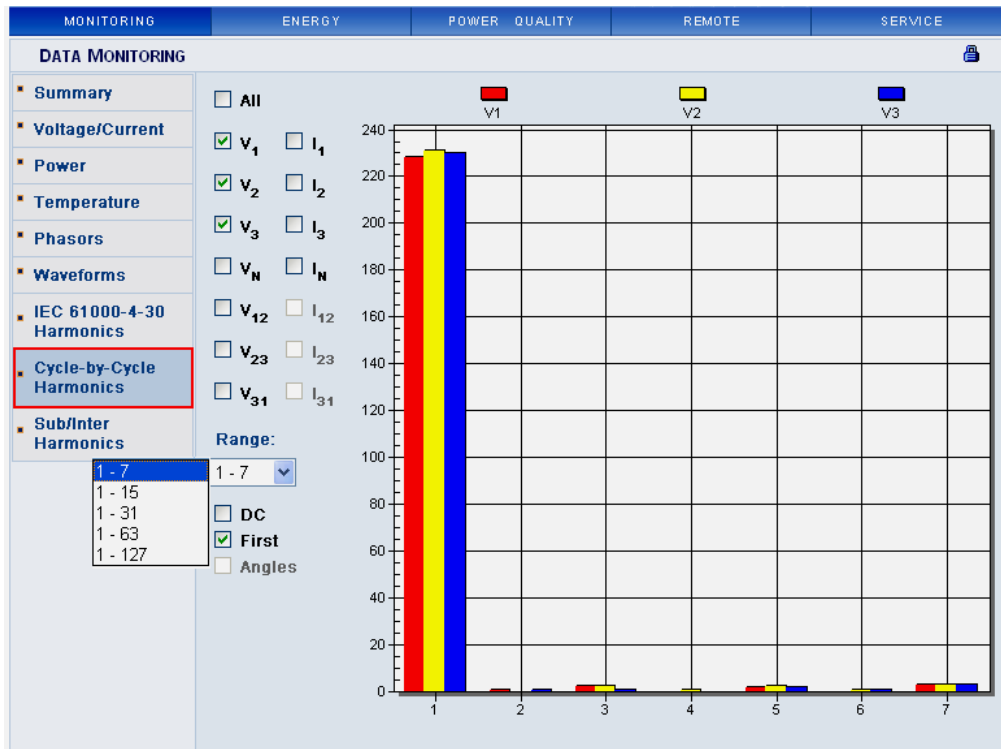 MONITORING ENERGY POWER QUALITY REMOTE SERVICE
DATA MONITORING
Summary
Voltage/Current
Power
Temperature
Phasors
Waveforms
IEC 61000-4-30
Harmonics
Cycle-by-Cycle
Harmonics
Sub/Inter
Harmonics
1 - 7
1 - 15
1 - 31
1 - 63
1 - 127
All
V1 I1
V2 I2
V3 I3
VN IN
V12 I12
V23 I23
V31 I31
Range:
1 - 7
DC
First
Angles
V1 V2 V3
240
220
200
180
160
140
120
100
80
60
40
20
0
1 2 3 4 5 6 7